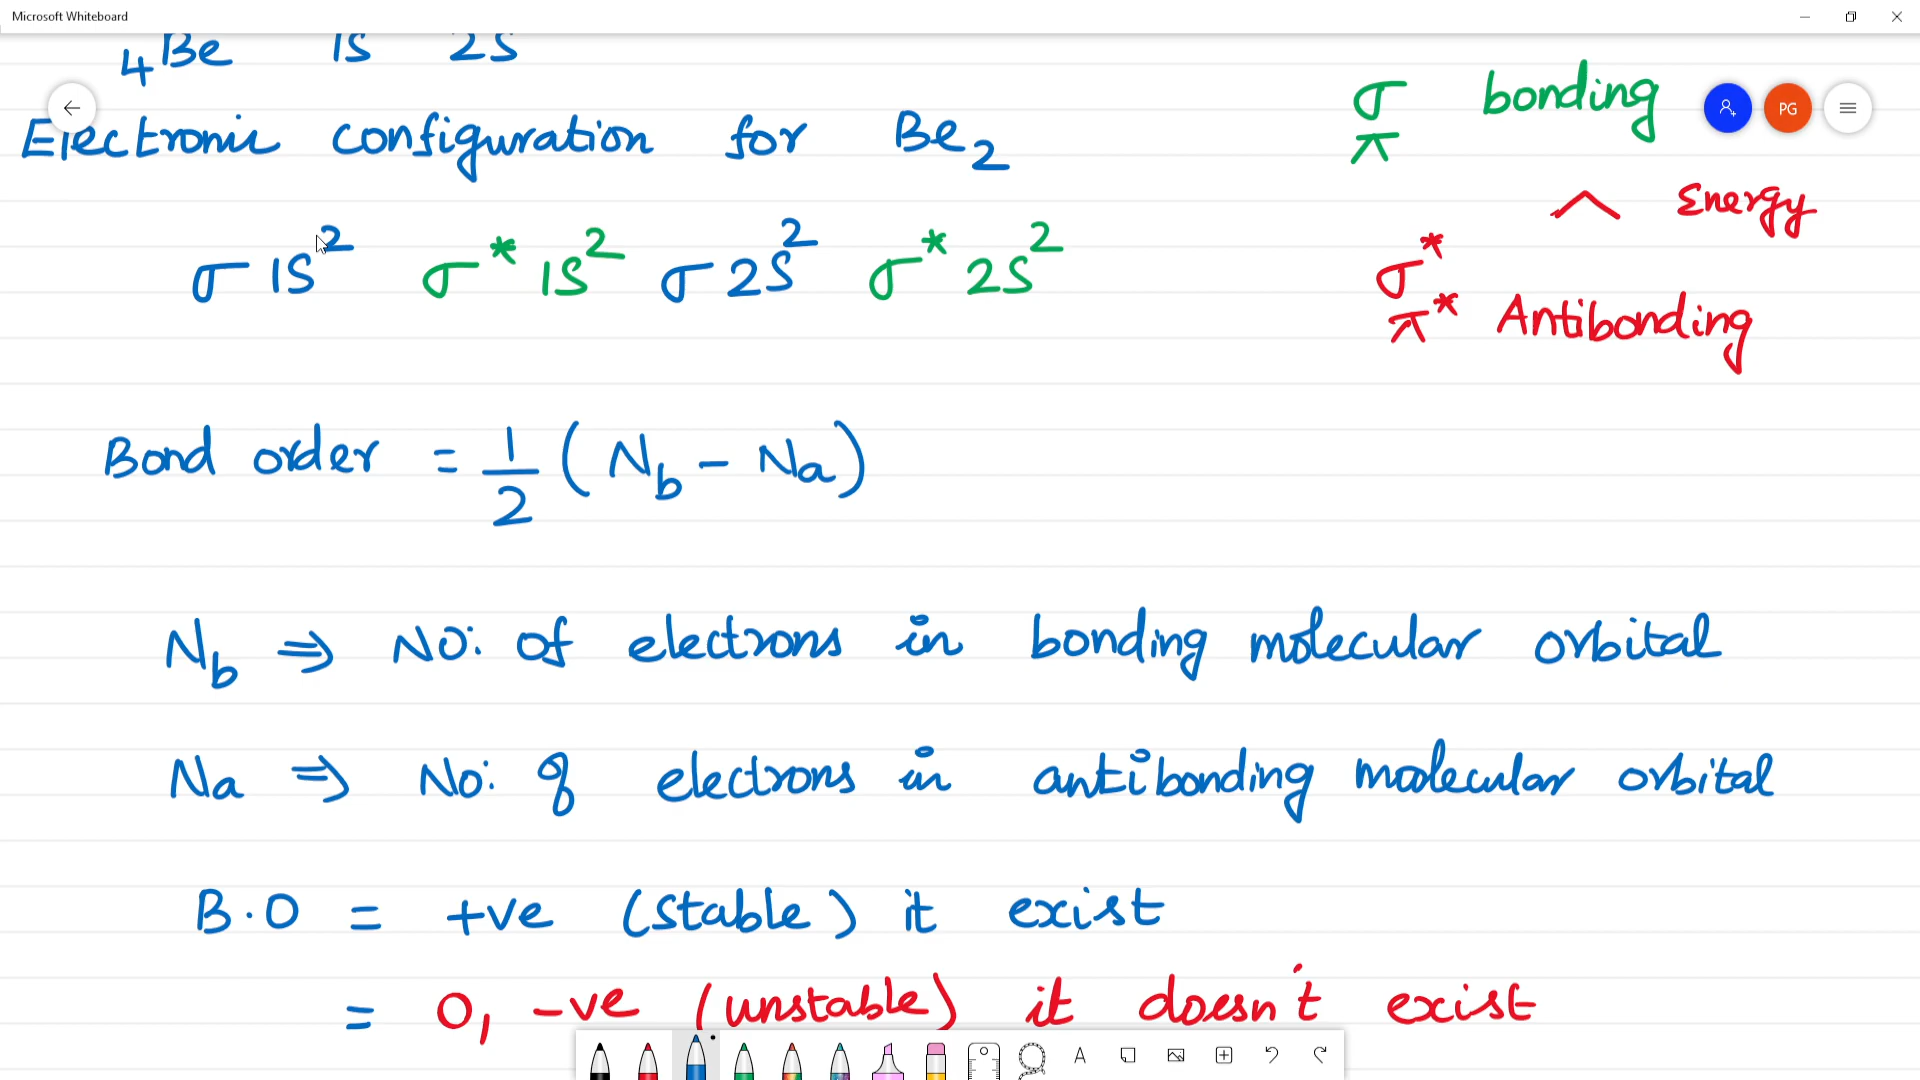 Microsoft Whiteboard
₄Be 1s 2s
σ bonding
π
PG
Electronic configuration for Be₂
< Energy
σ 1s² σ* 1s² σ 2s² σ* 2s²
σ*
π* Antibonding
Bond order = 1/2 (Nb - Na)
Nb ⇒ No: of electrons in bonding molecular orbital
Na ⇒ No: of electrons in antibonding molecular orbital
B.O = +ve (stable) it exist
= 0, -ve (unstable) it doesn't exist
A